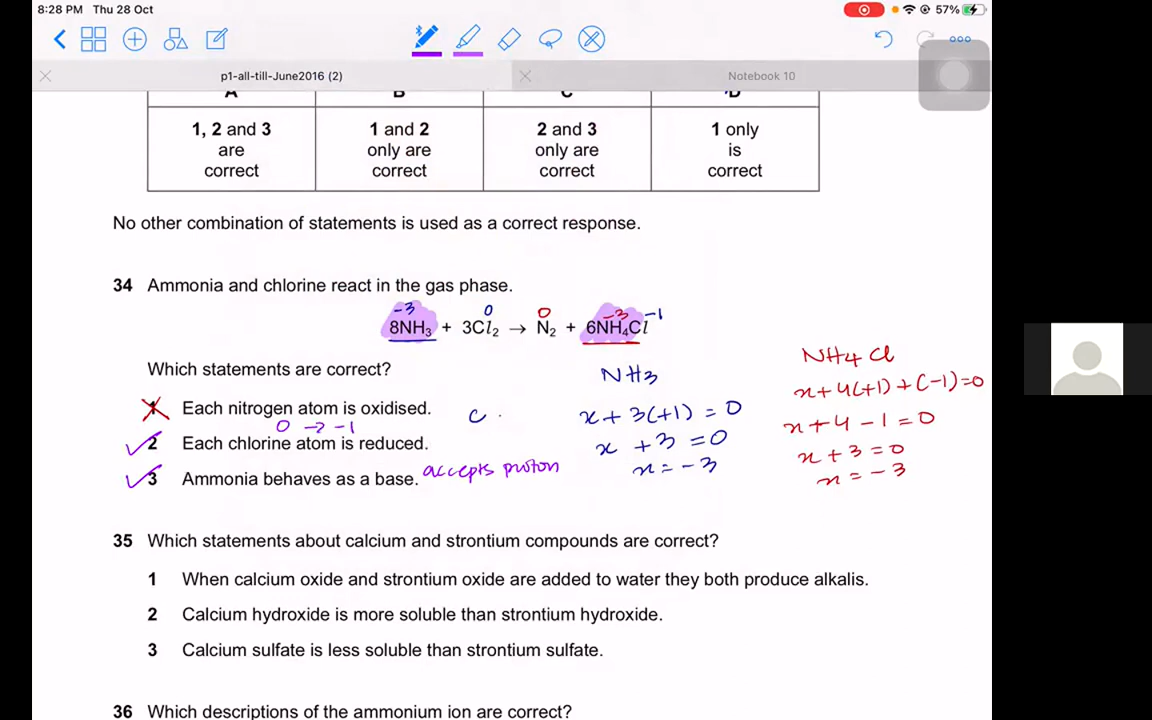 8:28 PM Thu 28 Oct
57%
p1-all-till-June2016 (2)
Notebook 10
A B C D
1, 2 and 3 are correct
1 and 2 only are correct
2 and 3 only are correct
1 only is correct
No other combination of statements is used as a correct response.
34 Ammonia and chlorine react in the gas phase.
-3 0 0 -3 -1
8NH₃ + 3Cl₂ → N₂ + 6NH₄Cl
Which statements are correct?
1 Each nitrogen atom is oxidised.
0 → -1
2 Each chlorine atom is reduced.
3 Ammonia behaves as a base. accepts proton
C
NH3
x + 3(+1) = 0
x + 3 = 0
x = -3
NH4 Cl
x + 4(+1) + (-1) = 0
x + 4 - 1 = 0
x + 3 = 0
x = -3
35 Which statements about calcium and strontium compounds are correct?
1 When calcium oxide and strontium oxide are added to water they both produce alkalis.
2 Calcium hydroxide is more soluble than strontium hydroxide.
3 Calcium sulfate is less soluble than strontium sulfate.
36 Which descriptions of the ammonium ion are correct?